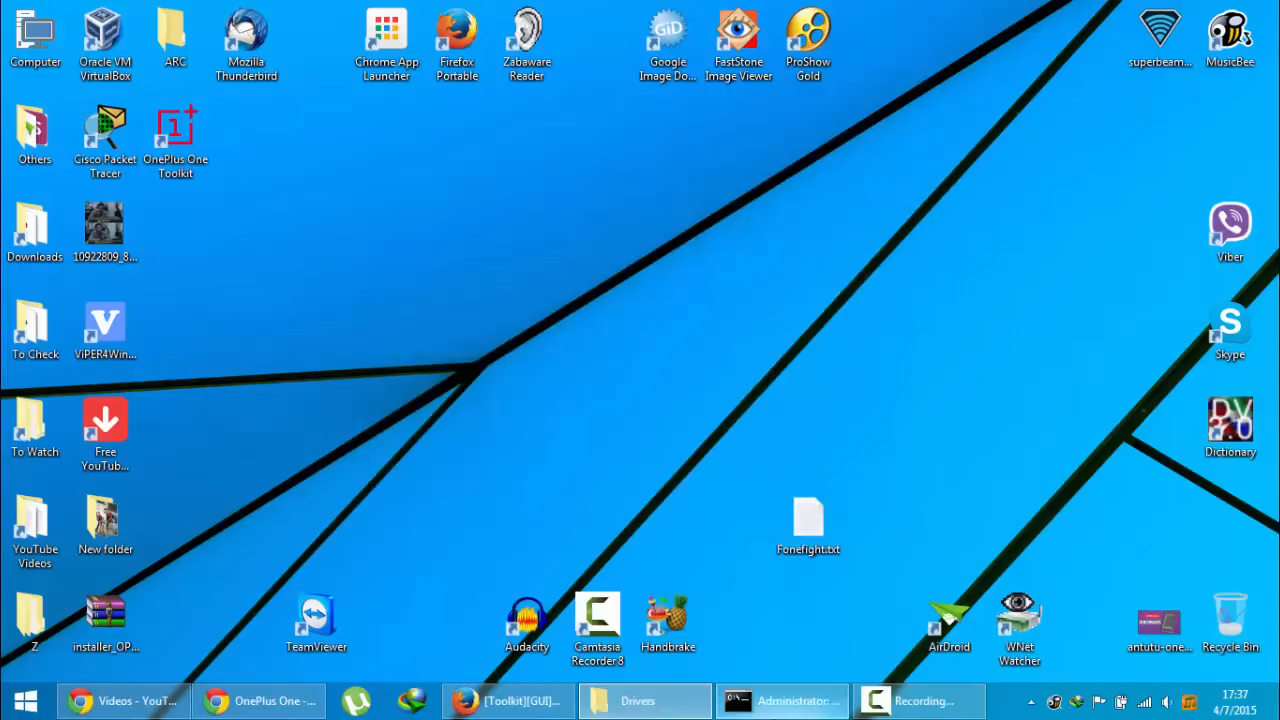 Computer
Oracle VM
VirtualBox
ARC
Mozilla
Thunderbird
Chrome App
Launcher
Firefox
Portable
Zabaware
Reader
GiD
Google
Image Do...
FastStone
Image Viewer
ProShow
Gold
superbeam...
MusicBee
Others
Cisco Packet
Tracer
1
OnePlus One
Toolkit
Downloads
10922809_8...
Viber
To Check
V
ViPER4Win...
S
Skype
To Watch
Free
YouTub...
DV
Dictionary
YouTube
Videos
New folder
Fonefight.txt
Z
installer_OP...
TeamViewer
Audacity
C
Camtasia
Recorder 8
Handbrake
AirDroid
WNet
Watcher
antutu-one...
Recycle Bin
Videos - YouT...
OnePlus One -...
[Toolkit][GUI]...
Drivers
C:\_
Administrator: ...
C
Recording...
17:37
4/7/2015